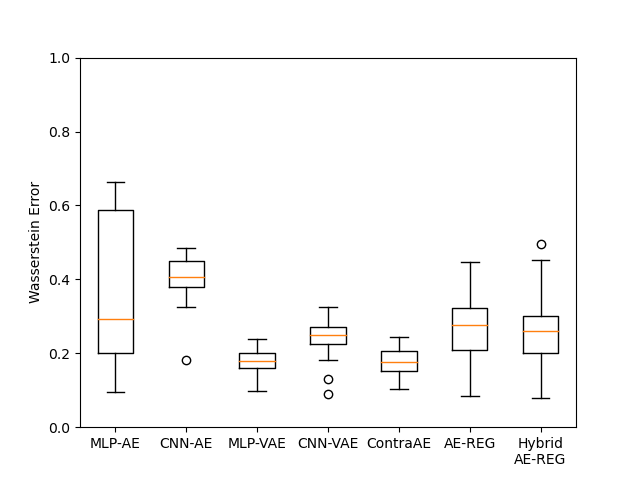 1.0
0.8
0.6
0.4
0.2
0.0
Wasserstein Error
MLP-AE CNN-AE MLP-VAE CNN-VAE ContraAE AE-REG Hybrid
AE-REG